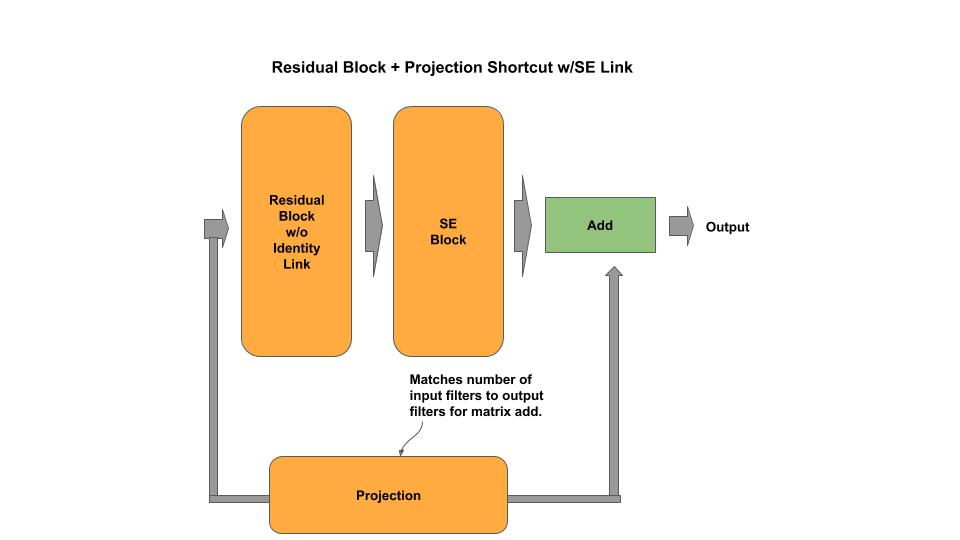 Residual Block + Projection Shortcut w/SE Link
Residual
Block
w/o
Identity
Link
SE
Block
Add
Output
Matches number of
input filters to output
filters for matrix add.
Projection